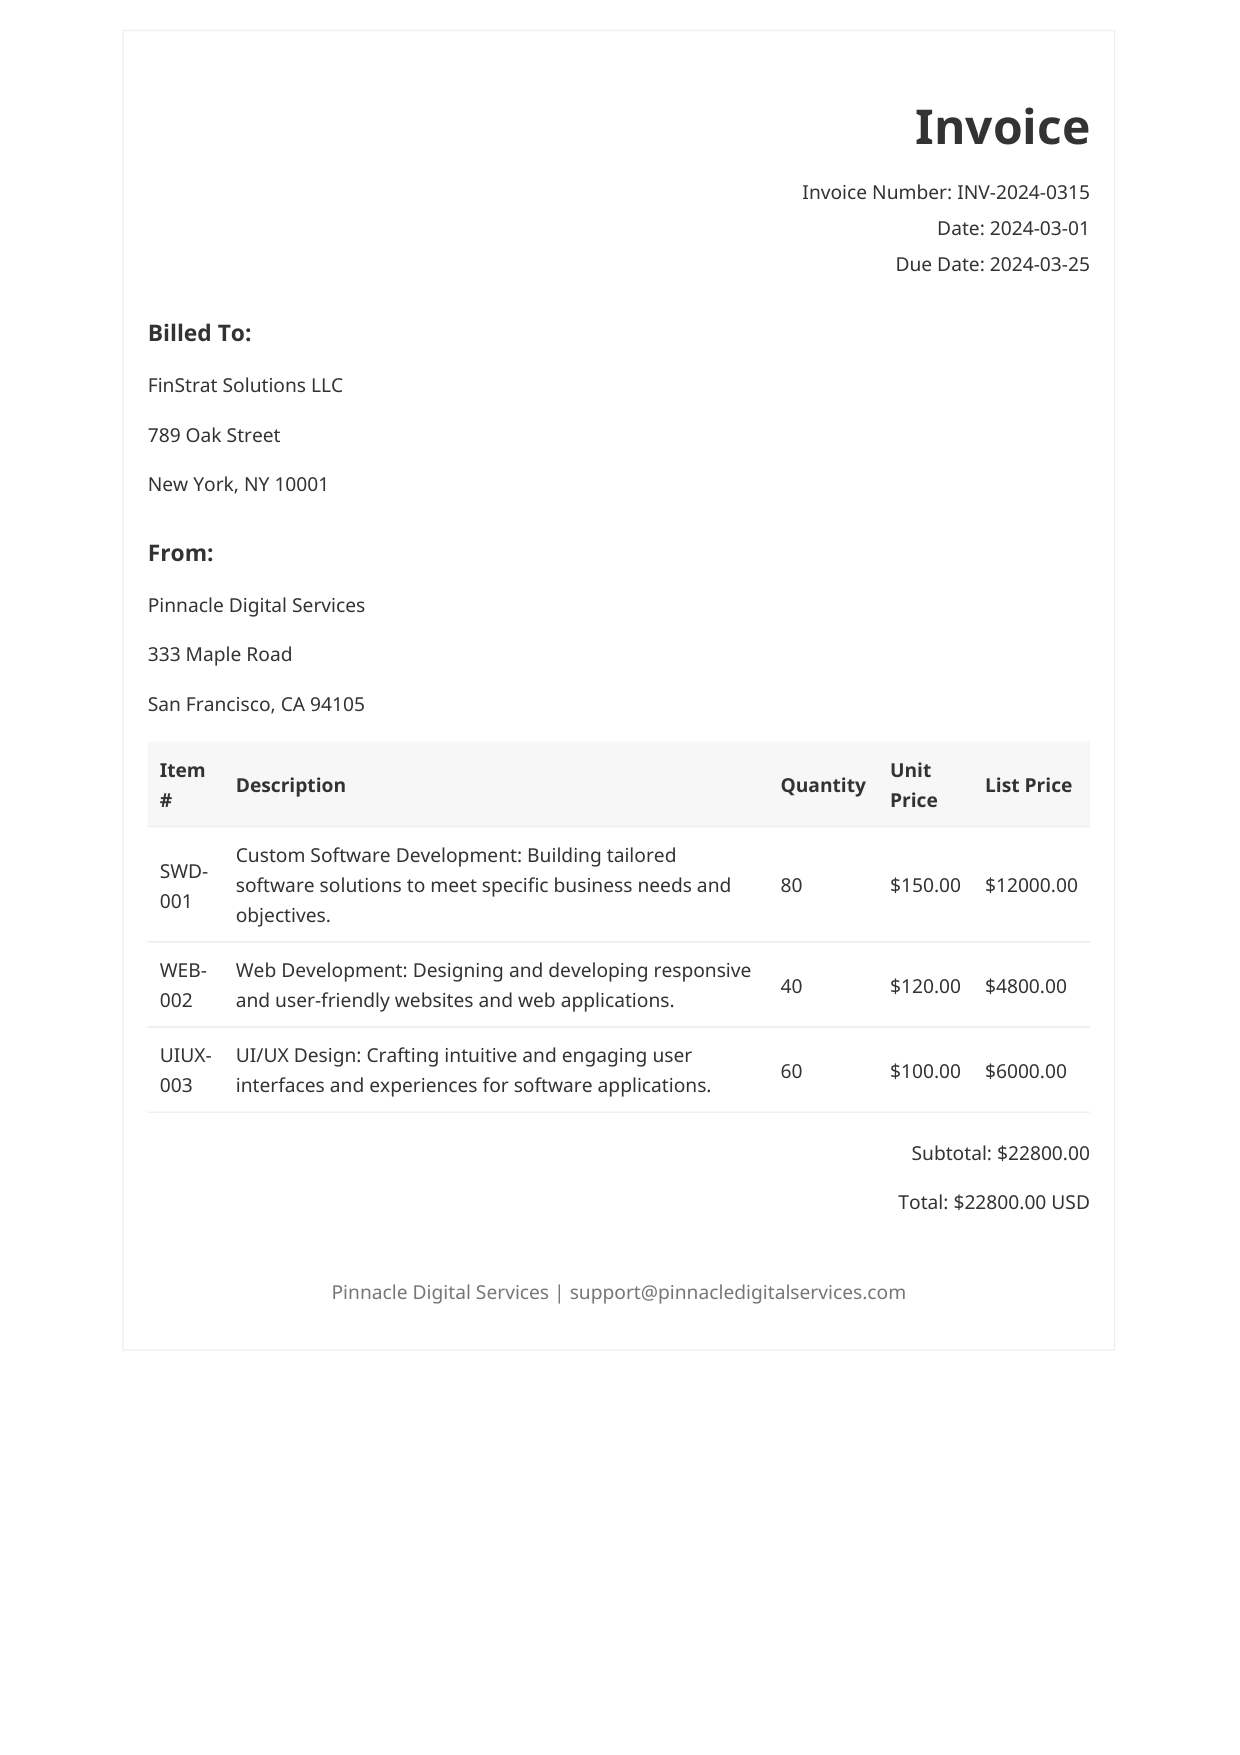 Invoice
Invoice Number: INV-2024-0315
Date: 2024-03-01
Due Date: 2024-03-25
Billed To:
FinStrat Solutions LLC
789 Oak Street
New York, NY 10001
From:
Pinnacle Digital Services
333 Maple Road
San Francisco, CA 94105
Item # Description Quantity Unit Price List Price
SWD-001 Custom Software Development: Building tailored
software solutions to meet specific business needs and
objectives. 80 $150.00 $12000.00
WEB-002 Web Development: Designing and developing responsive
and user-friendly websites and web applications. 40 $120.00 $4800.00
UIUX-003 UI/UX Design: Crafting intuitive and engaging user
interfaces and experiences for software applications. 60 $100.00 $6000.00
Subtotal: $22800.00
Total: $22800.00 USD
Pinnacle Digital Services | support@pinnacledigitalservices.com